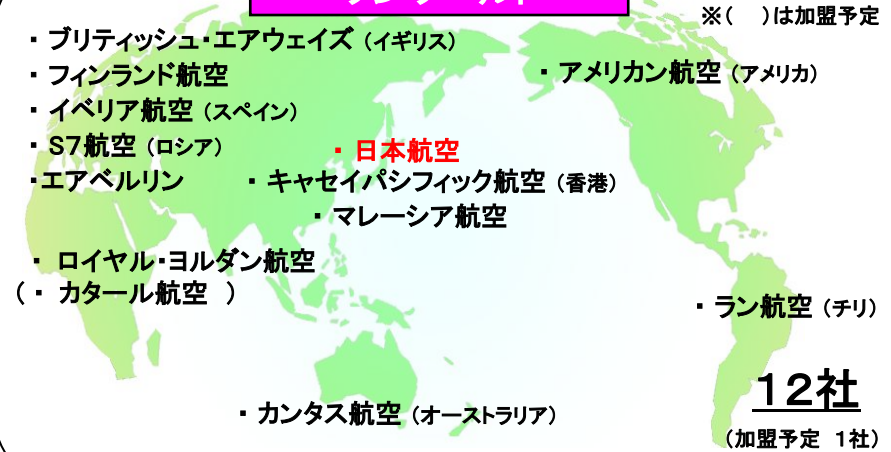 ※(　)は加盟予定
・ブリティッシュ・エアウェイズ（イギリス）
・フィンランド航空
・アメリカン航空（アメリカ）
・イベリア航空（スペイン）
・S7航空（ロシア）
・日本航空
・エアベルリン
・キャセイパシフィック航空（香港）
・マレーシア航空
・ロイヤル・ヨルダン航空
（・カタール航空　）
・ラン航空（チリ）
12社
・カンタス航空（オーストラリア）
（加盟予定　1社）